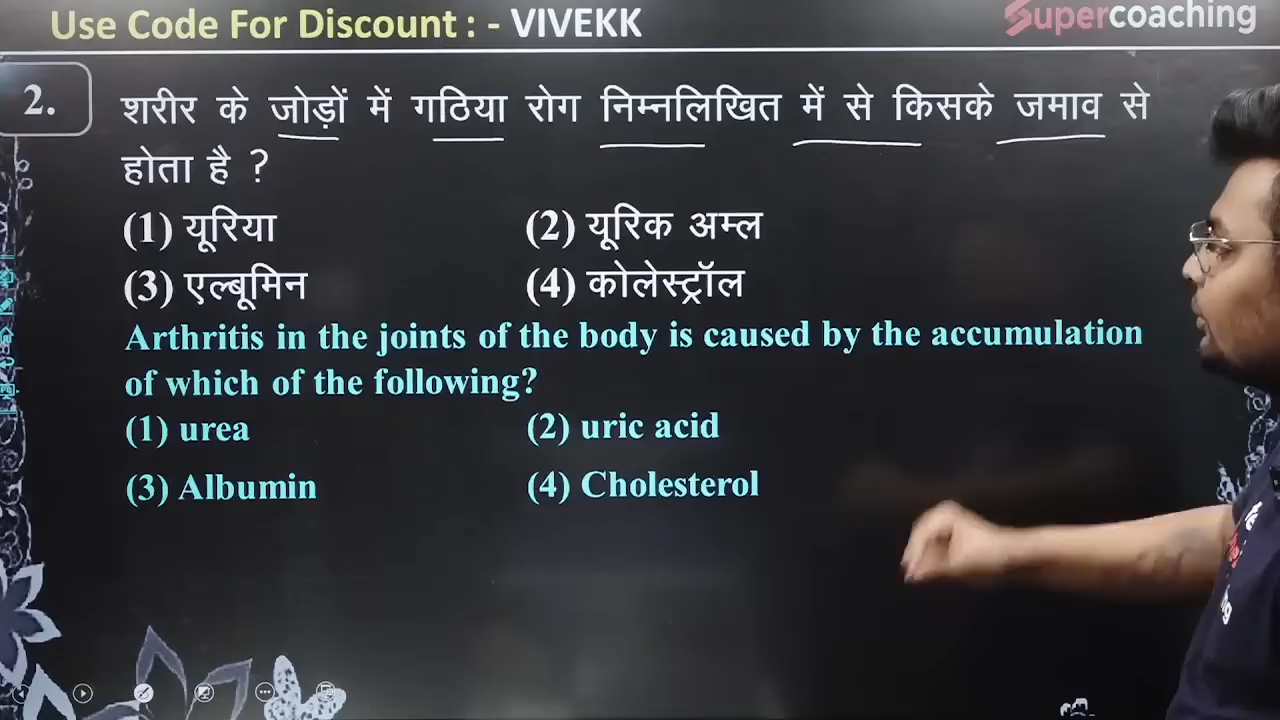 Use Code For Discount : - VIVEKK
Supercoaching
2.
शरीर के जोड़ों में गठिया रोग निम्नलिखित में से किसके जमाव से
होता है ?
(1) यूरिया
(2) यूरिक अम्ल
(3) एल्बूमिन
(4) कोलेस्ट्रॉल
Arthritis in the joints of the body is caused by the accumulation
of which of the following?
(1) urea
(2) uric acid
(3) Albumin
(4) Cholesterol